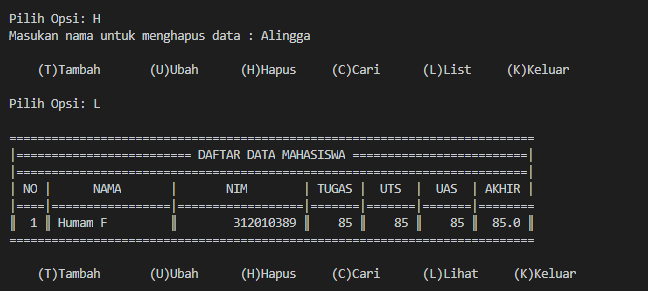 Pilih Opsi: H
Masukan nama untuk menghapus data : Alingga
(T)Tambah (U)Ubah (H)Hapus (C)Cari (L)List (K)Keluar
Pilih Opsi: L
===========================================================================
|========================= DAFTAR DATA MAHASISWA =========================|
|=========================================================================|
| NO | NAMA | NIM | TUGAS | UTS | UAS | AKHIR |
|====|=================|==================|=======|=======|=======|========
| 1 | Humam F | 312010389 | 85 | 85 | 85 | 85.0 |
===========================================================================
(T)Tambah (U)Ubah (H)Hapus (C)Cari (L)Lihat (K)Keluar